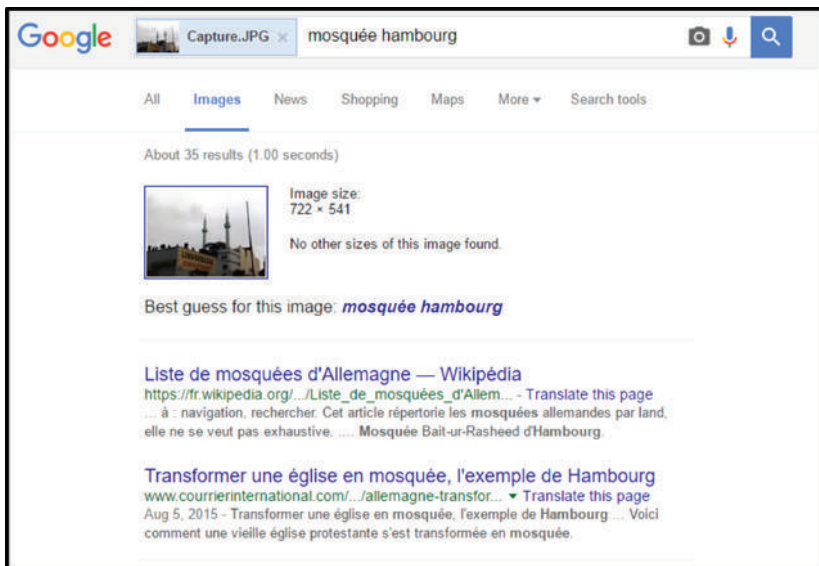 Google Capture.JPG × mosquée hambourg
All Images News Shopping Maps More Search tools
About 35 results (1.00 seconds)
Image size:
722 × 541
No other sizes of this image found.
Best guess for this image: mosquée hambourg
Liste de mosquées d'Allemagne — Wikipédia
https://fr.wikipedia.org/.../Liste_de_mosquées_d'Allem... - Translate this page
... à : navigation, rechercher. Cet article répertorie les mosquées allemandes par land,
elle ne se veut pas exhaustive. .... Mosquée Bait-ur-Rasheed d'Hambourg.
Transformer une église en mosquée, l'exemple de Hambourg
www.courrierinternational.com/.../allemagne-transfor... Translate this page
Aug 5, 2015 - Transformer une église en mosquée, l'exemple de Hambourg ... Voici
comment une vieille église protestante s'est transformée en mosquée.